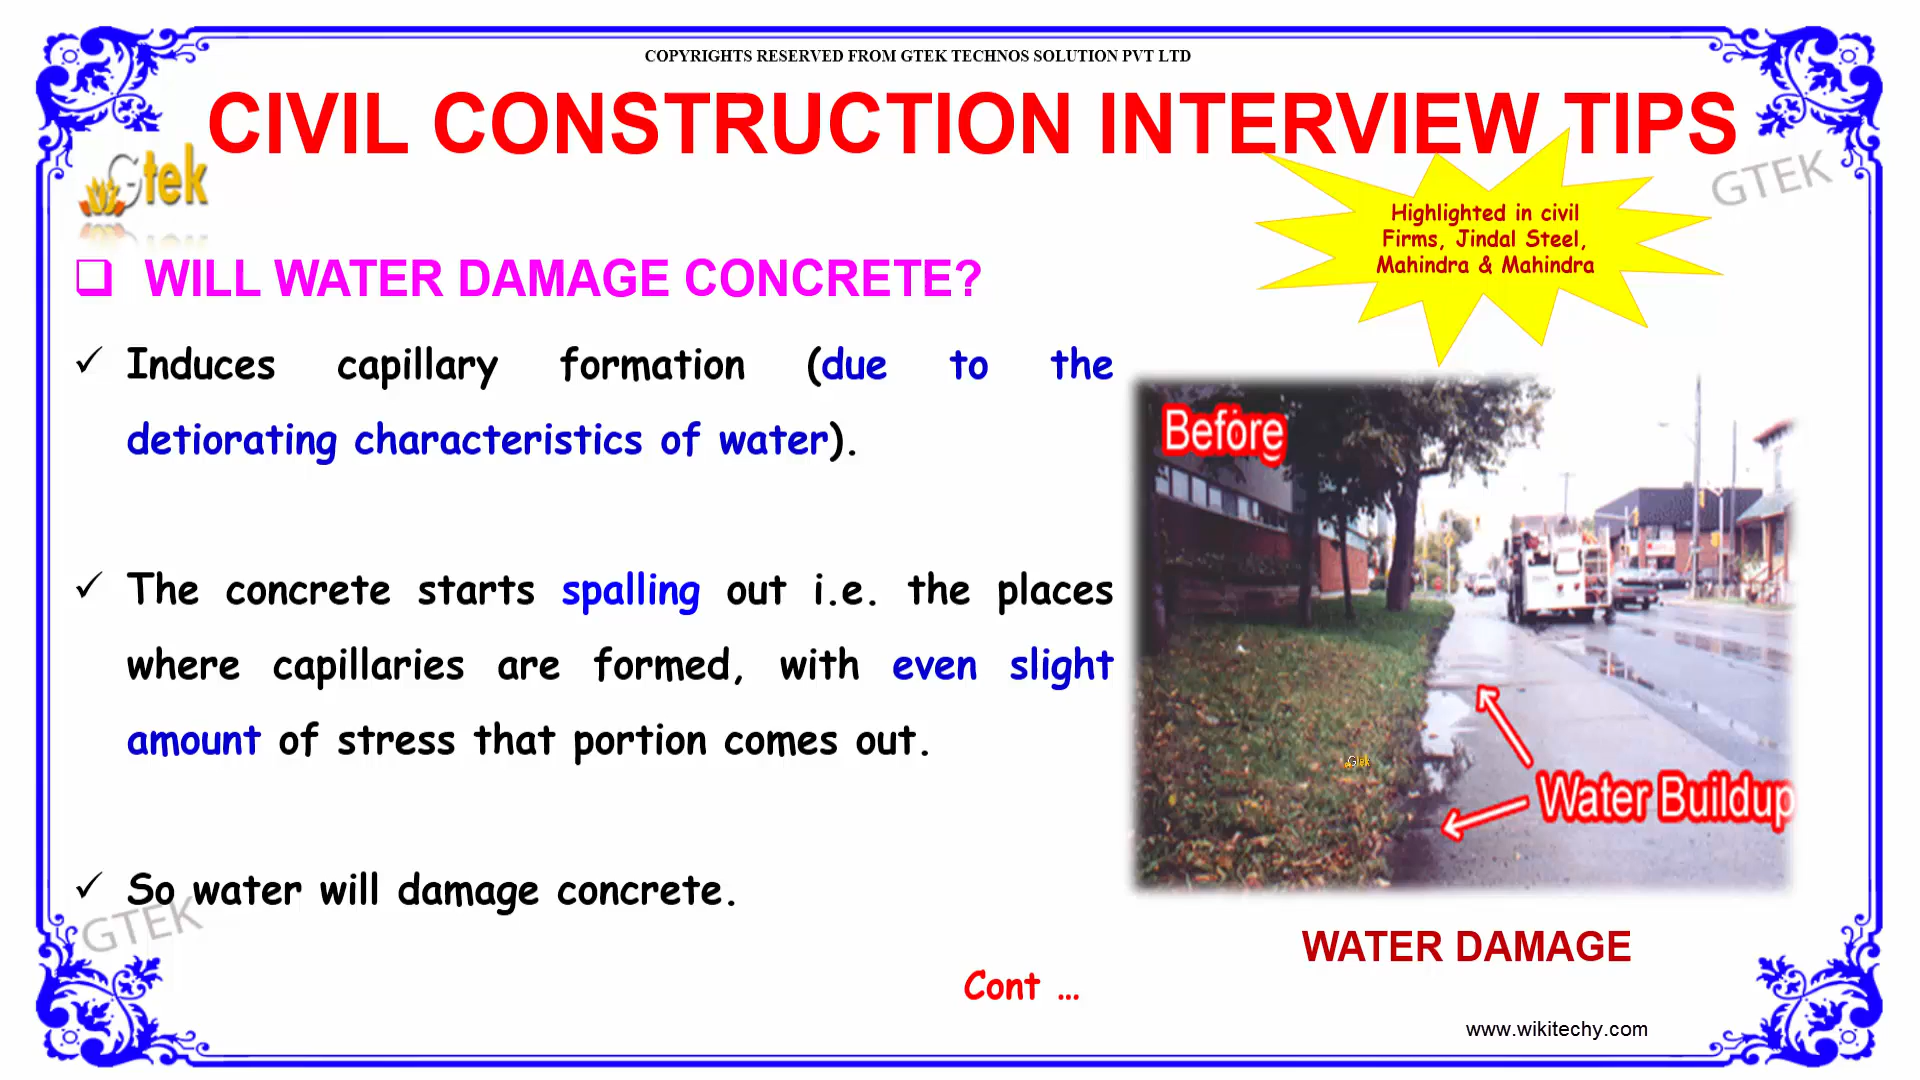 COPYRIGHTS RESERVED FROM GTEK TECHNOS SOLUTION PVT LTD
CIVIL CONSTRUCTION INTERVIEW TIPS
Gtek
GTEK
Highlighted in civil
Firms, Jindal Steel,
Mahindra & Mahindra
WILL WATER DAMAGE CONCRETE?
Induces capillary formation (due to the
detiorating characteristics of water).
The concrete starts spalling out i.e. the places
where capillaries are formed, with even slight
amount of stress that portion comes out.
So water will damage concrete.
GTEK
Before
Gtek
Water Buildup
WATER DAMAGE
Cont ...
www.wikitechy.com